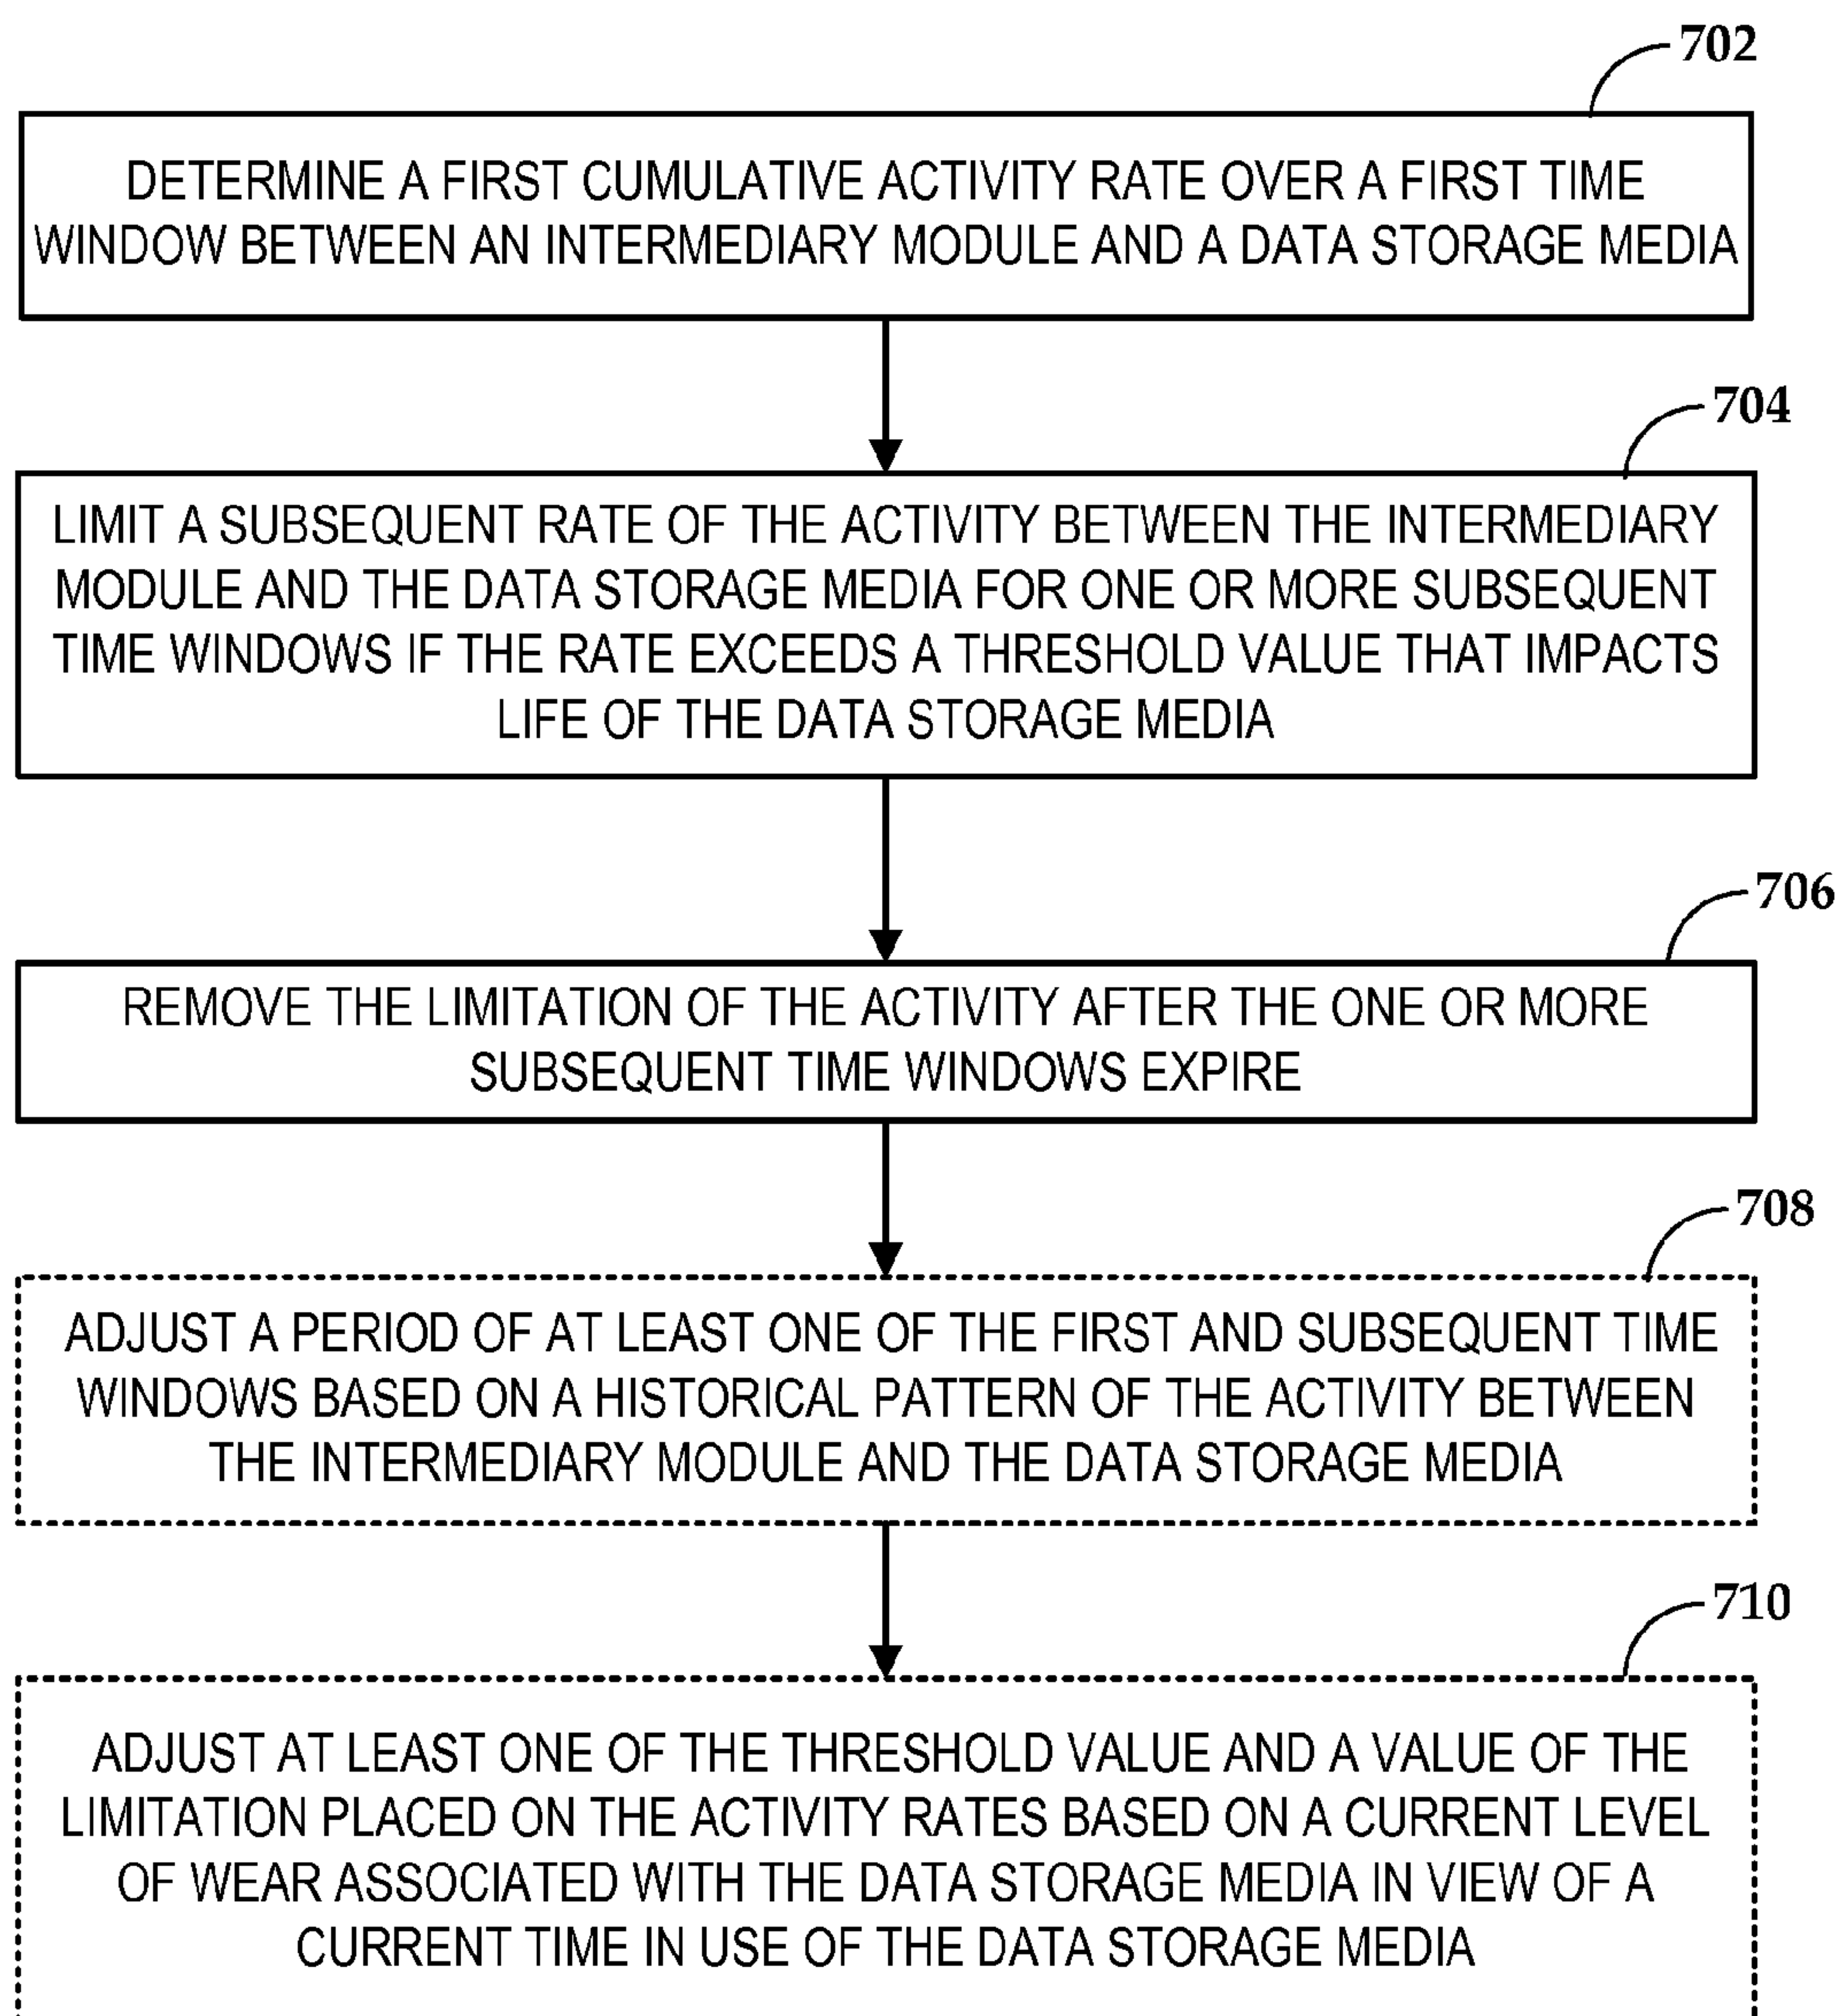 702
DETERMINE A FIRST CUMULATIVE ACTIVITY RATE OVER A FIRST TIME
WINDOW BETWEEN AN INTERMEDIARY MODULE AND A DATA STORAGE MEDIA
704
LIMIT A SUBSEQUENT RATE OF THE ACTIVITY BETWEEN THE INTERMEDIARY
MODULE AND THE DATA STORAGE MEDIA FOR ONE OR MORE SUBSEQUENT
TIME WINDOWS IF THE RATE EXCEEDS A THRESHOLD VALUE THAT IMPACTS
LIFE OF THE DATA STORAGE MEDIA
706
REMOVE THE LIMITATION OF THE ACTIVITY AFTER THE ONE OR MORE
SUBSEQUENT TIME WINDOWS EXPIRE
708
ADJUST A PERIOD OF AT LEAST ONE OF THE FIRST AND SUBSEQUENT TIME
WINDOWS BASED ON A HISTORICAL PATTERN OF THE ACTIVITY BETWEEN
THE INTERMEDIARY MODULE AND THE DATA STORAGE MEDIA
710
ADJUST AT LEAST ONE OF THE THRESHOLD VALUE AND A VALUE OF THE
LIMITATION PLACED ON THE ACTIVITY RATES BASED ON A CURRENT LEVEL
OF WEAR ASSOCIATED WITH THE DATA STORAGE MEDIA IN VIEW OF A
CURRENT TIME IN USE OF THE DATA STORAGE MEDIA